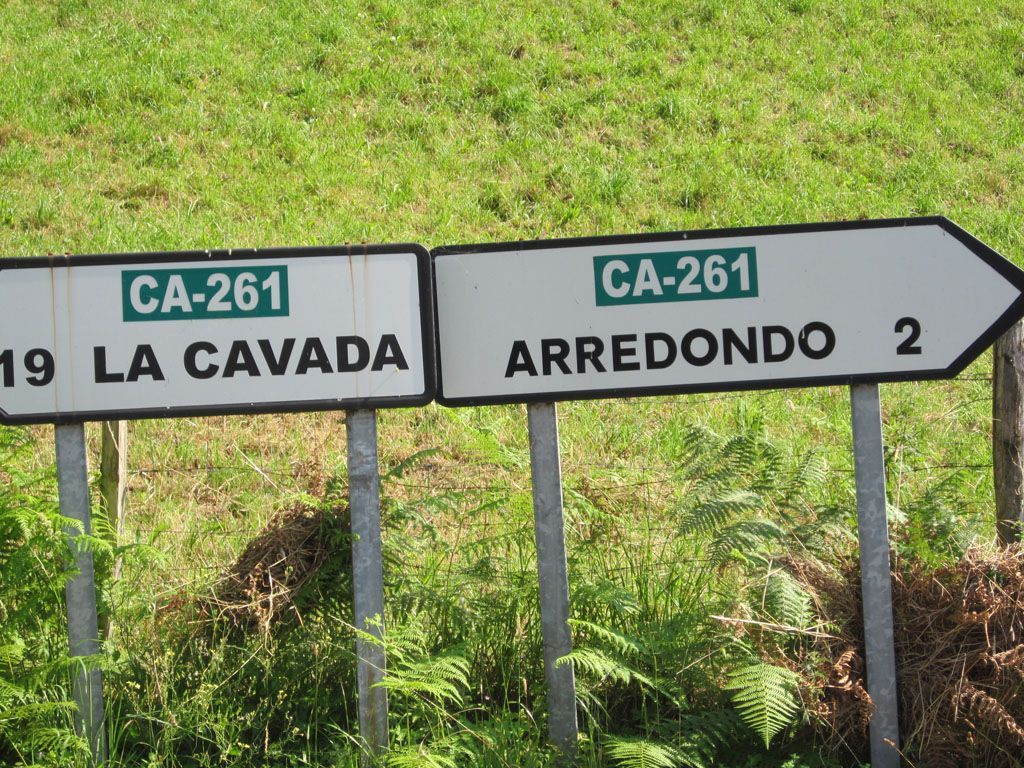 CA-261
19 LA CAVADA
CA-261
ARREDONDO 2